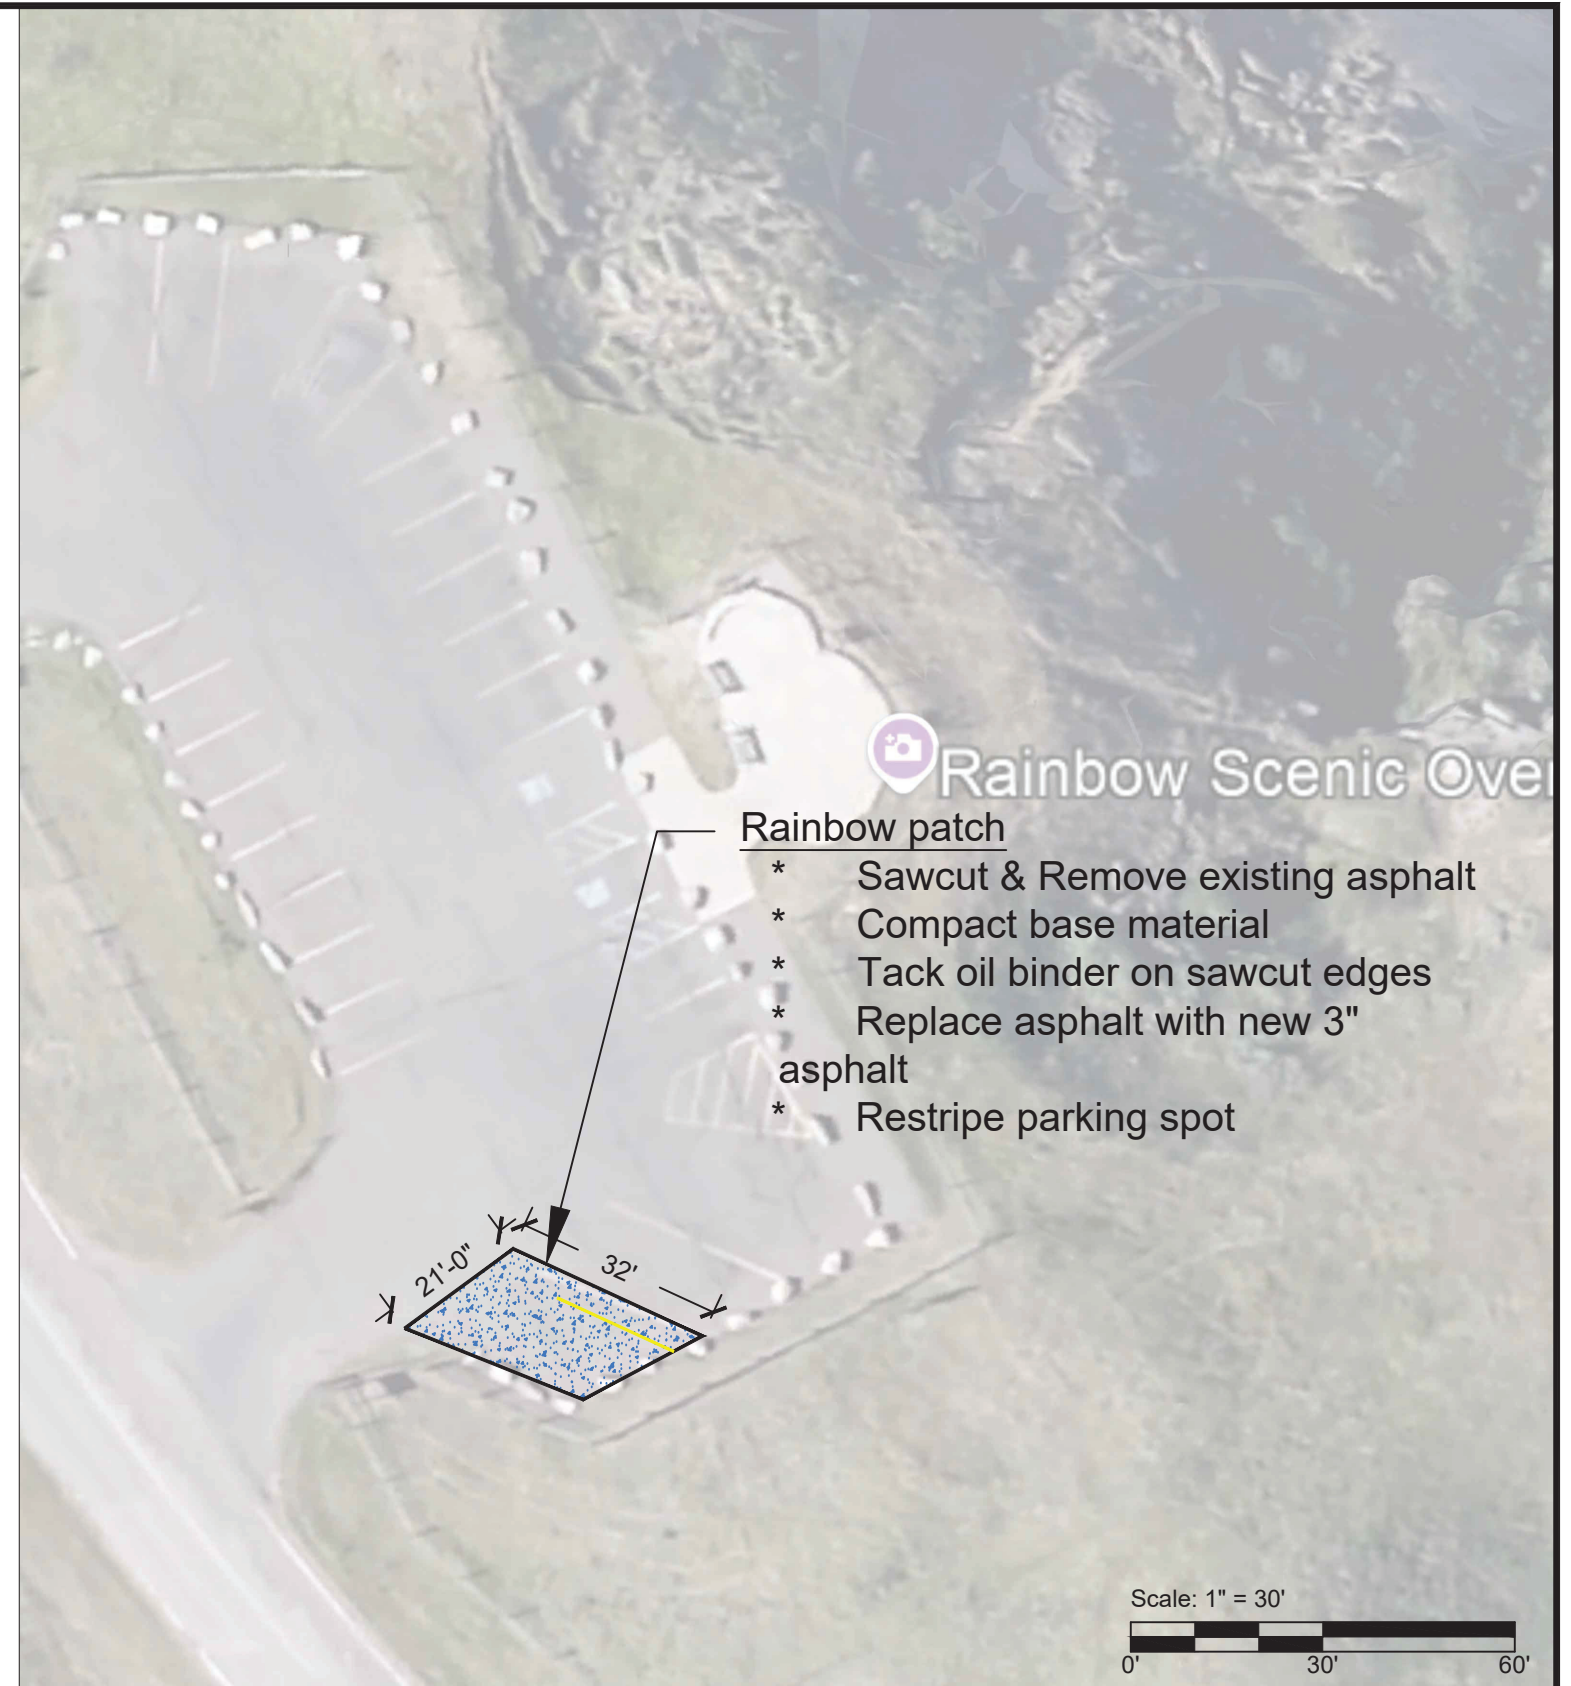 Rainbow Scenic Over
Rainbow patch
* Sawcut & Remove existing asphalt
* Compact base material
* Tack oil binder on sawcut edges
* Replace asphalt with new 3"
asphalt
* Restripe parking spot
21'-0"
32'
Scale: 1" = 30'
0' 30' 60'